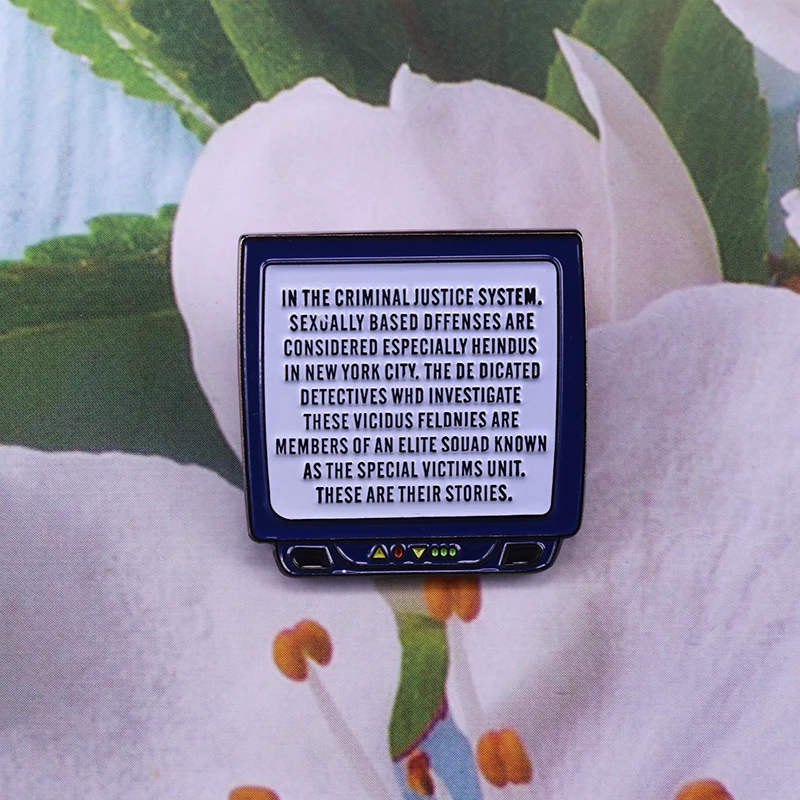 IN THE CRIMINAL JUSTICE SYSTEM.
SEXUALLY BASED DFFENSES ARE
CONSIDERED ESPECIALLY HEINDUS
IN NEW YORK CITY. THE DE DICATED
DETECTIVES WHD INVESTIGATE
THESE VICIDUS FELDNIES ARE
MEMBERS OF AN ELITE SOUAD KNOWN
AS THE SPECIAL VICTIMS UNIT.
THESE ARE THEIR STORIES.